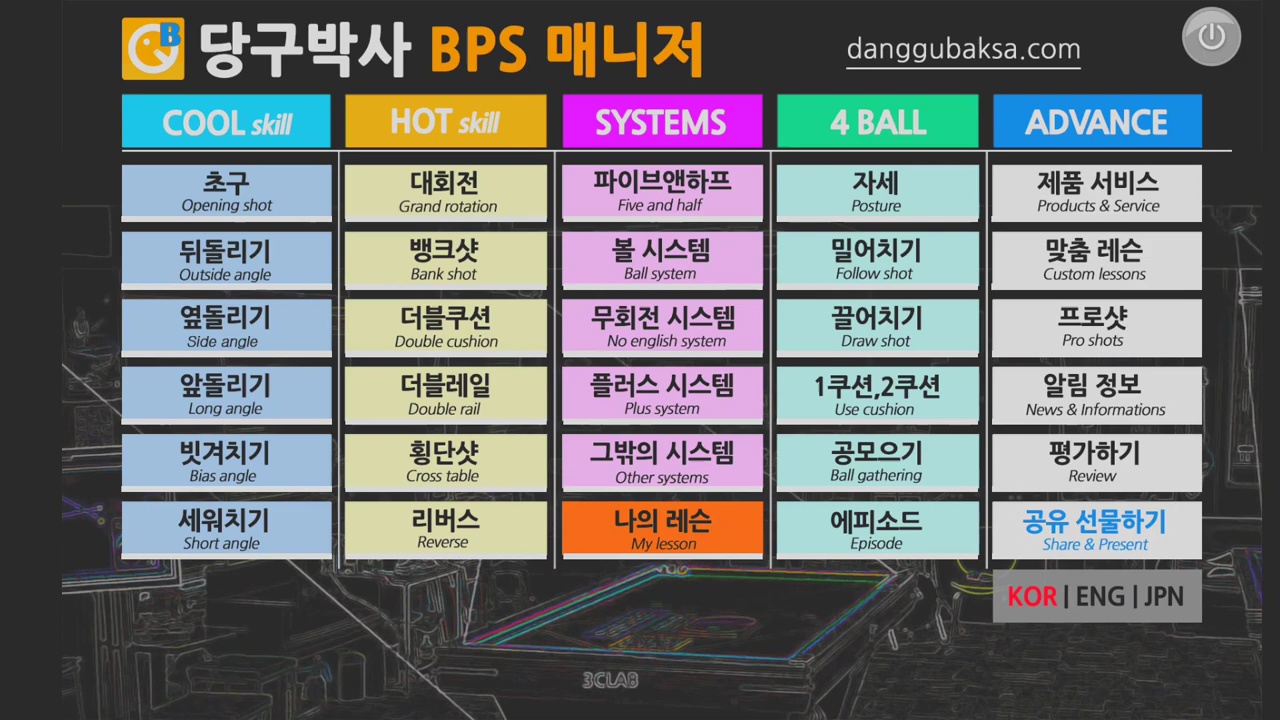 B
당구박사 BPS 매니저
danggubaksa.com
COOL skill
HOT skill
SYSTEMS
4 BALL
ADVANCE
초구
Opening shot
대회전
Grand rotation
파이브앤하프
Five and half
자세
Posture
제품 서비스
Products & Service
뒤돌리기
Outside angle
뱅크샷
Bank shot
볼 시스템
Ball system
밀어치기
Follow shot
맞춤 레슨
Custom lessons
옆돌리기
Side angle
더블쿠션
Double cushion
무회전 시스템
No english system
끌어치기
Draw shot
프로샷
Pro shots
앞돌리기
Long angle
더블레일
Double rail
플러스 시스템
Plus system
1쿠션,2쿠션
Use cushion
알림 정보
News & Informations
빗겨치기
Bias angle
횡단샷
Cross table
그밖의 시스템
Other systems
공모으기
Ball gathering
평가하기
Review
세워치기
Short angle
리버스
Reverse
나의 레슨
My lesson
에피소드
Episode
공유 선물하기
Share & Present
KOR | ENG | JPN
3CLAB